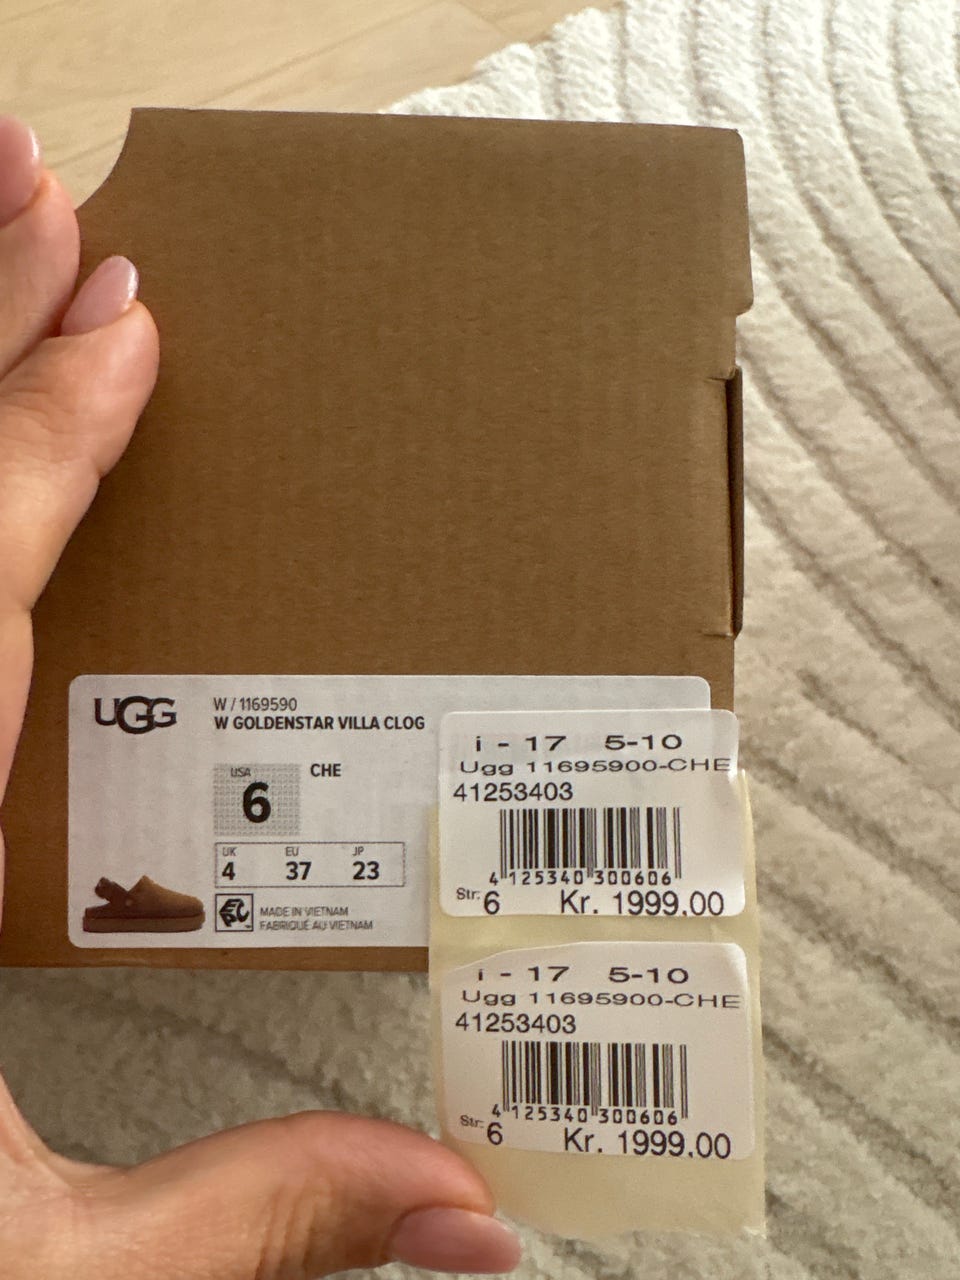 UGG
W / 1169590
W GOLDENSTAR VILLA CLOG
USA
6
CHE
UK EU JP
4 37 23
MADE IN VIETNAM
FABRIQUÉ AU VIETNAM
i - 17 5-10
Ugg 11695900-CHE
41253403
4 125340 300606
Str: 6 Kr. 1999.00
i - 17 5-10
Ugg 11695900-CHE
41253403
4 125340 300606
Str: 6 Kr. 1999.00